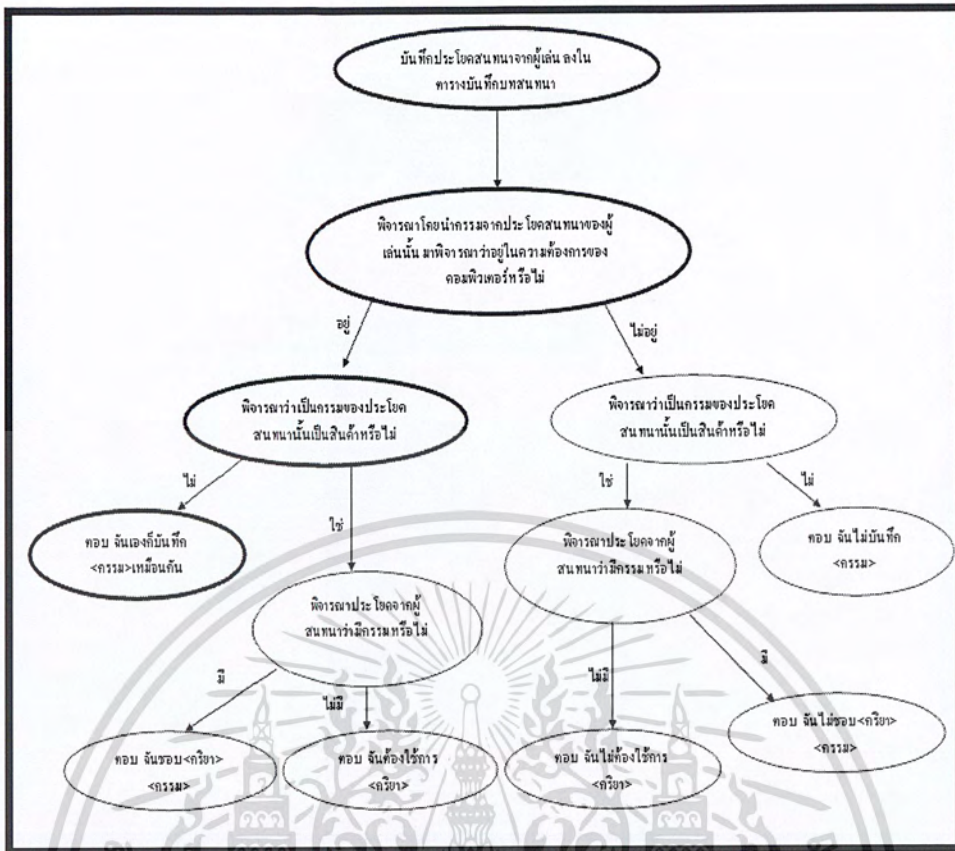 บันทึกประโยคสนทนาจากผู้เล่น ลงใน
ตารางบันทึกบทสนทนา
พิจารณาโดยนำกรรมจากประโยคสนทนาของผู้
เล่นนั้น มาพิจารณาว่าอยู่ในความต้องการของ
คอมพิวเตอร์หรือไม่
อยู่
ไม่อยู่
พิจารณาว่าเป็นกรรมของประโยค
สนทนานั้นเป็นสินค้าหรือไม่
พิจารณาว่าเป็นกรรมของประโยค
สนทนานั้นเป็นสินค้าหรือไม่
ไม่
ใช่
ใช่
ไม่
ตอบ ฉันเองก็บันทึก
<กรรม>เหมือนกัน
พิจารณาประโยคจากผู้
สนทนาว่ามีกรรมหรือไม่
ตอบ ฉันไม่บันทึก
<กรรม>
พิจารณาประโยคจากผู้
สนทนาว่ามีกรรมหรือไม่
มี
ไม่มี
ไม่มี
มี
ตอบ ฉันชอบ<กริยา>
<กรรม>
ตอบ ฉันต้องใช้การ
<กริยา>
ตอบ ฉันไม่ต้องใช้การ
<กริยา>
ตอบ ฉันไม่ชอบ<กริยา>
<กรรม>